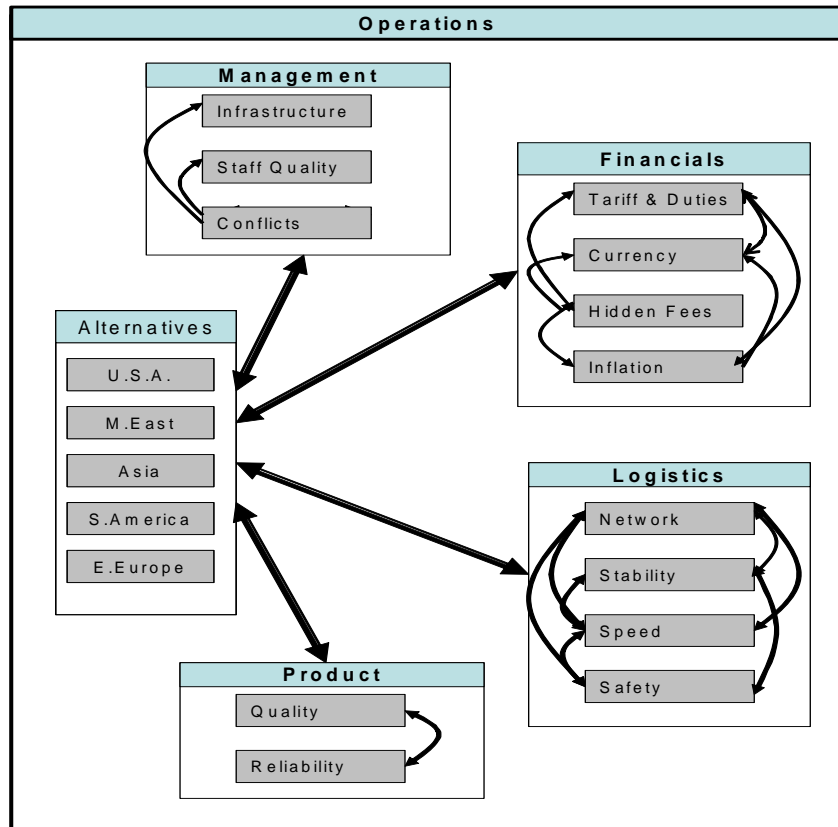 Operations
Management
Infrastructure
Staff Quality
Conflicts
Financials
Tariff & Duties
Currency
Hidden Fees
Inflation
Alternatives
U.S.A.
M.East
Asia
S.America
E.Europe
Logistics
Network
Stability
Speed
Safety
Product
Quality
Reliability